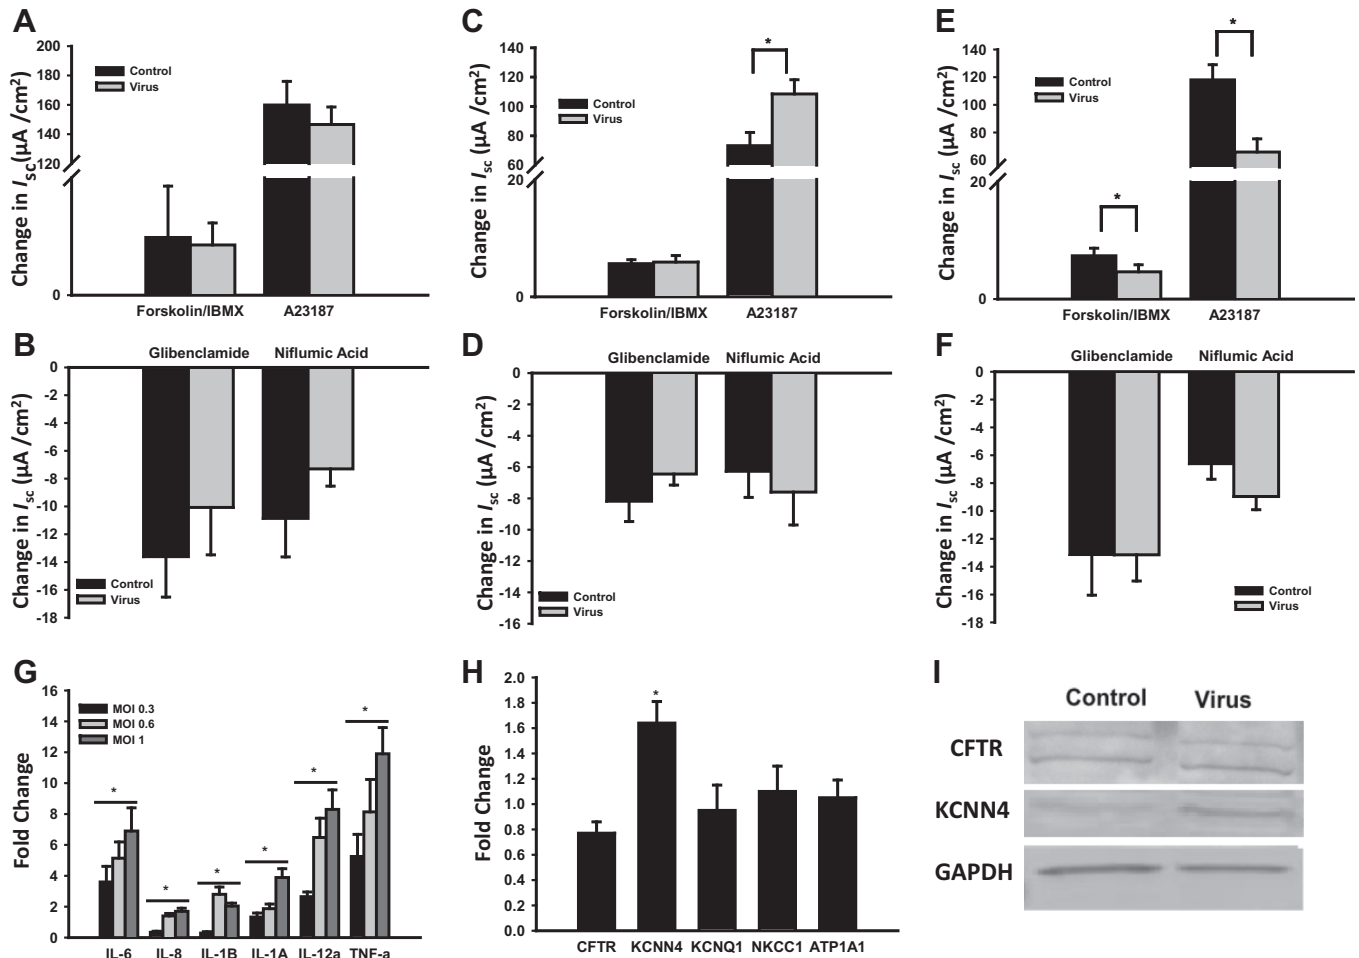 A
Change in Isc(µA /cm²)
200
180
160
140
120
0
Control
Virus
Forskolin/IBMX A23187
C
Change in Isc (µA /cm²)
140
120
100
80
60
20
0
Control
Virus
*
Forskolin/IBMX A23187
E
Change in Isc (µA /cm²)
140
120
100
80
60
20
0
Control
Virus
*
*
Forskolin/IBMX A23187
B
Glibenclamide Niflumic Acid
Change in Isc (µA /cm²)
0
-2
-4
-6
-8
-10
-12
-14
-16
-18
Control
Virus
D
Glibenclamide Niflumic Acid
Change in Isc (µA /cm²)
0
-2
-4
-6
-8
-10
-12
-14
-16
Control
Virus
F
Glibenclamide Niflumic Acid
Change in Isc (µA /cm²)
0
-2
-4
-6
-8
-10
-12
-14
-16
-18
Control
Virus
G
Fold Change
16
14
12
10
8
6
4
2
0
MOI 0.3
MOI 0.6
MOI 1
*
*
*
*
*
*
IL-6 IL-8 IL-1B IL-1A IL-12a TNF-a
H
Fold Change
2.0
1.8
1.6
1.4
1.2
1.0
0.8
0.6
0.4
0.2
0.0
*
CFTR KCNN4 KCNQ1 NKCC1 ATP1A1
I
Control Virus
CFTR
KCNN4
GAPDH